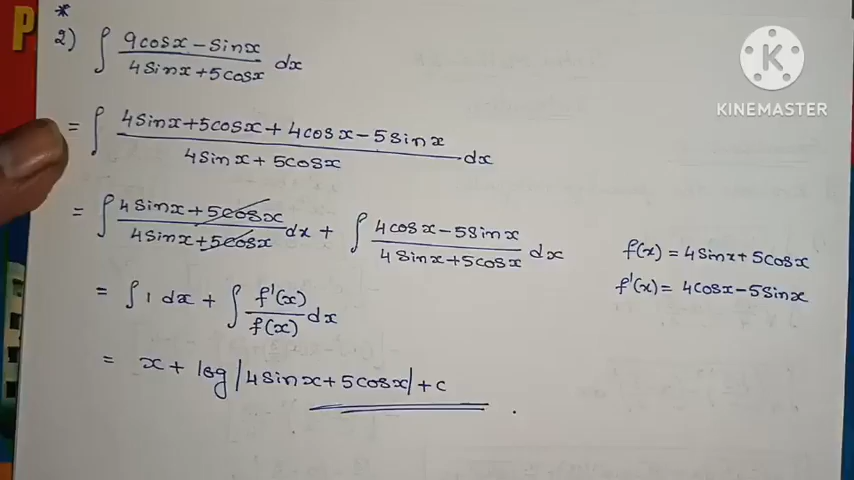 *
2) ∫ (9cosx - sinx)/(4sinx + 5cosx) dx
= ∫ (4sinx + 5cosx + 4cosx - 5sinx)/(4sinx + 5cosx) dx
= ∫ (4sinx + 5cosx)/(4sinx + 5cosx) dx + ∫ (4cosx - 5sinx)/(4sinx + 5cosx) dx
f(x) = 4sinx + 5cosx
f'(x) = 4cosx - 5sinx
= ∫ 1 dx + ∫ f'(x)/f(x) dx
= x + log |4sinx + 5cosx| + c
K
KINEMASTER
P